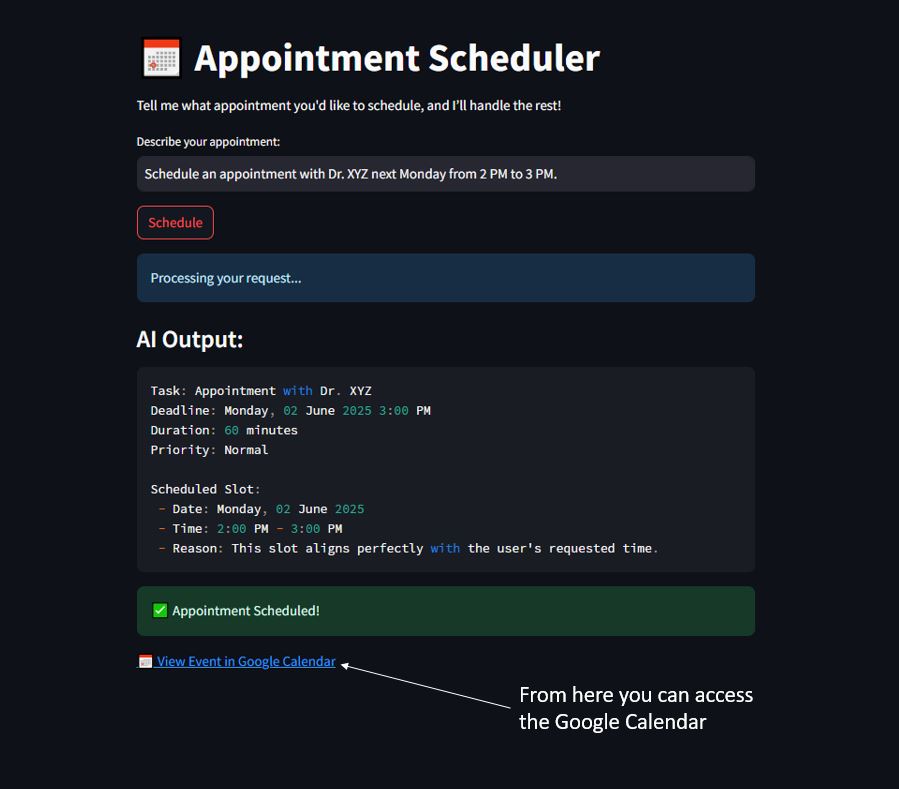 Appointment Scheduler
Tell me what appointment you'd like to schedule, and I'll handle the rest!
Describe your appointment:
Schedule an appointment with Dr. XYZ next Monday from 2 PM to 3 PM.
Schedule
Processing your request...
AI Output:
Task: Appointment with Dr. XYZ
Deadline: Monday, 02 June 2025 3:00 PM
Duration: 60 minutes
Priority: Normal
Scheduled Slot:
- Date: Monday, 02 June 2025
- Time: 2:00 PM - 3:00 PM
- Reason: This slot aligns perfectly with the user's requested time.
Appointment Scheduled!
View Event in Google Calendar
From here you can access
the Google Calendar